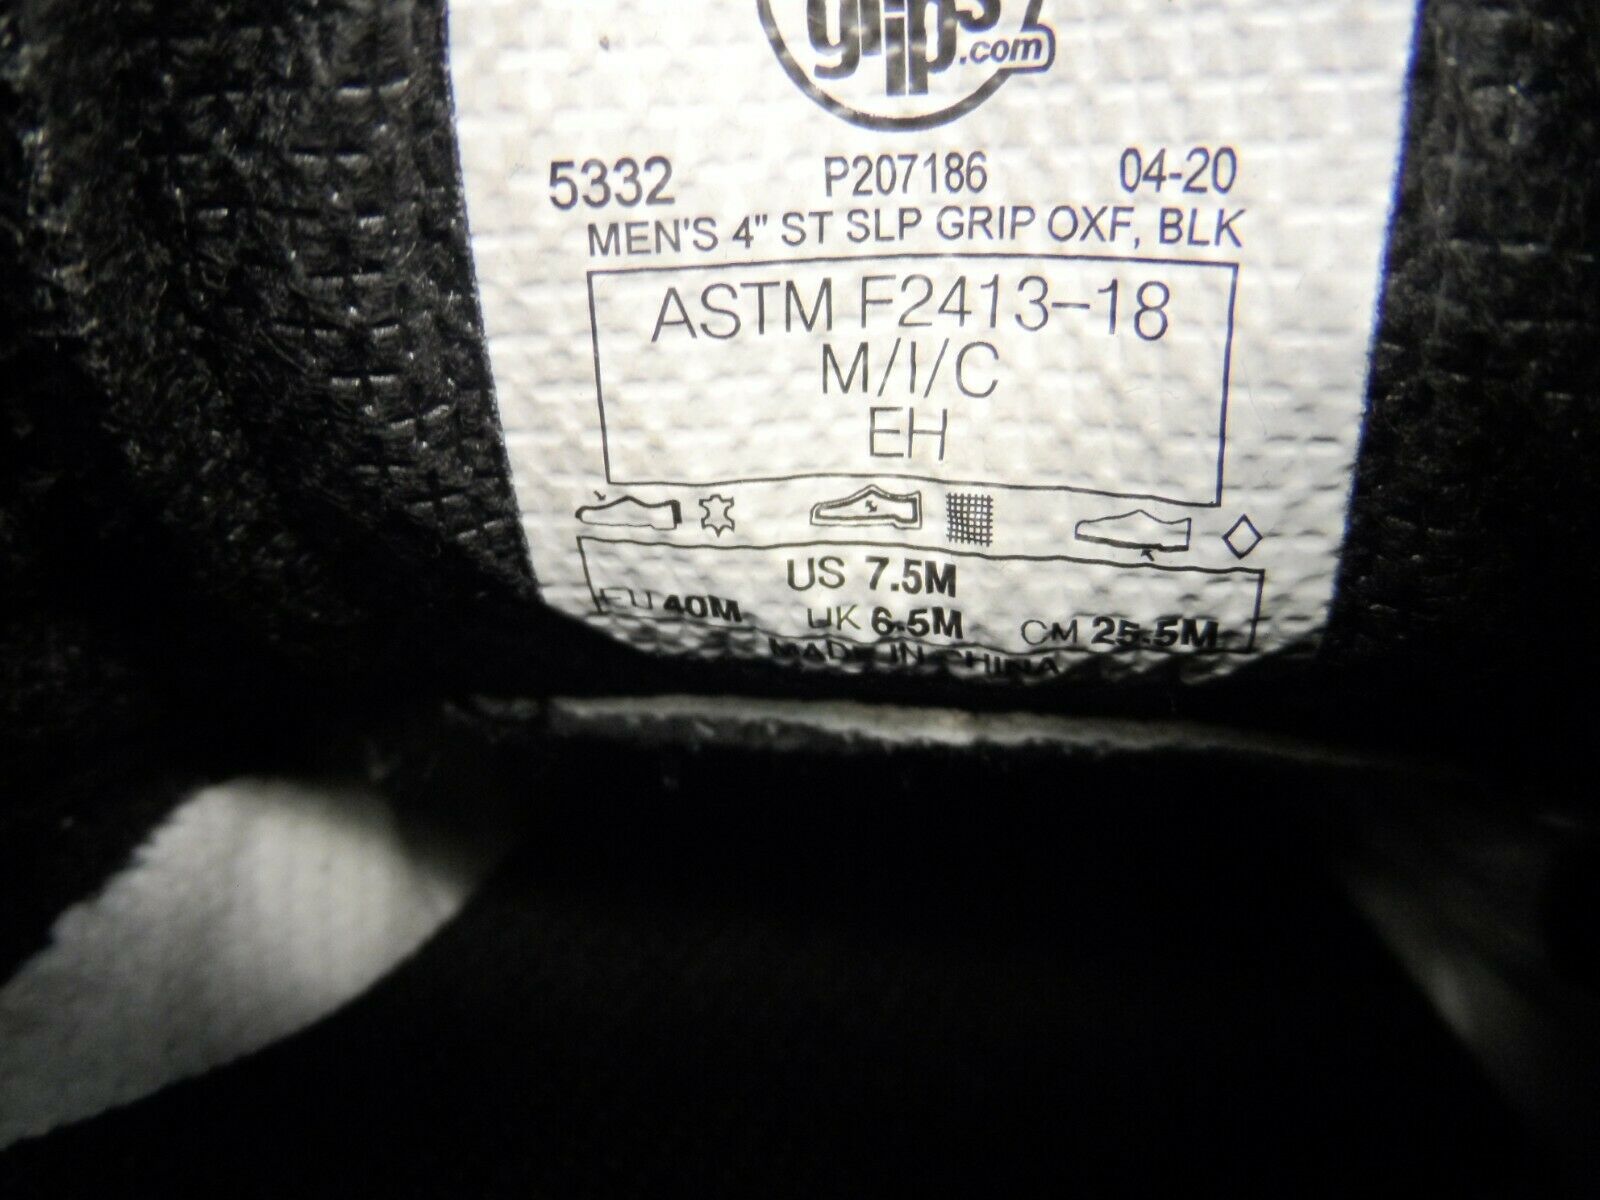 grips
.com
5332 P207186 04-20
MEN'S 4" ST SLP GRIP OXF, BLK
ASTM F2413-18
M/I/C
EH
US 7.5M
EU 40M UK 6.5M CM 25.5M
MADE IN CHINA